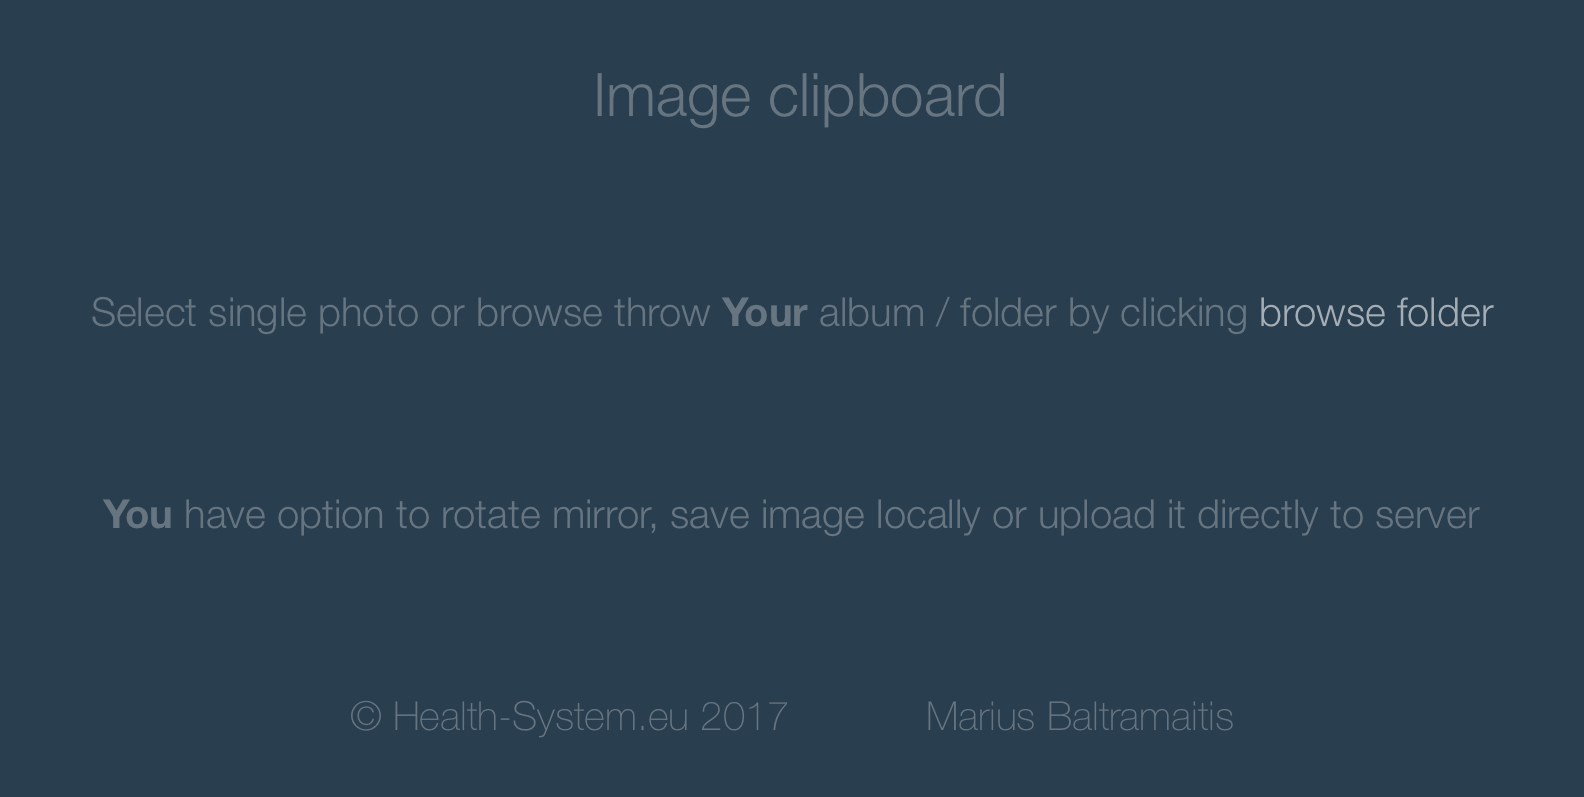 Image clipboard
Select single photo or browse throw Your album / folder by clicking browse folder
You have option to rotate mirror, save image locally or upload it directly to server
© Health-System.eu 2017 Marius Baltramaitis